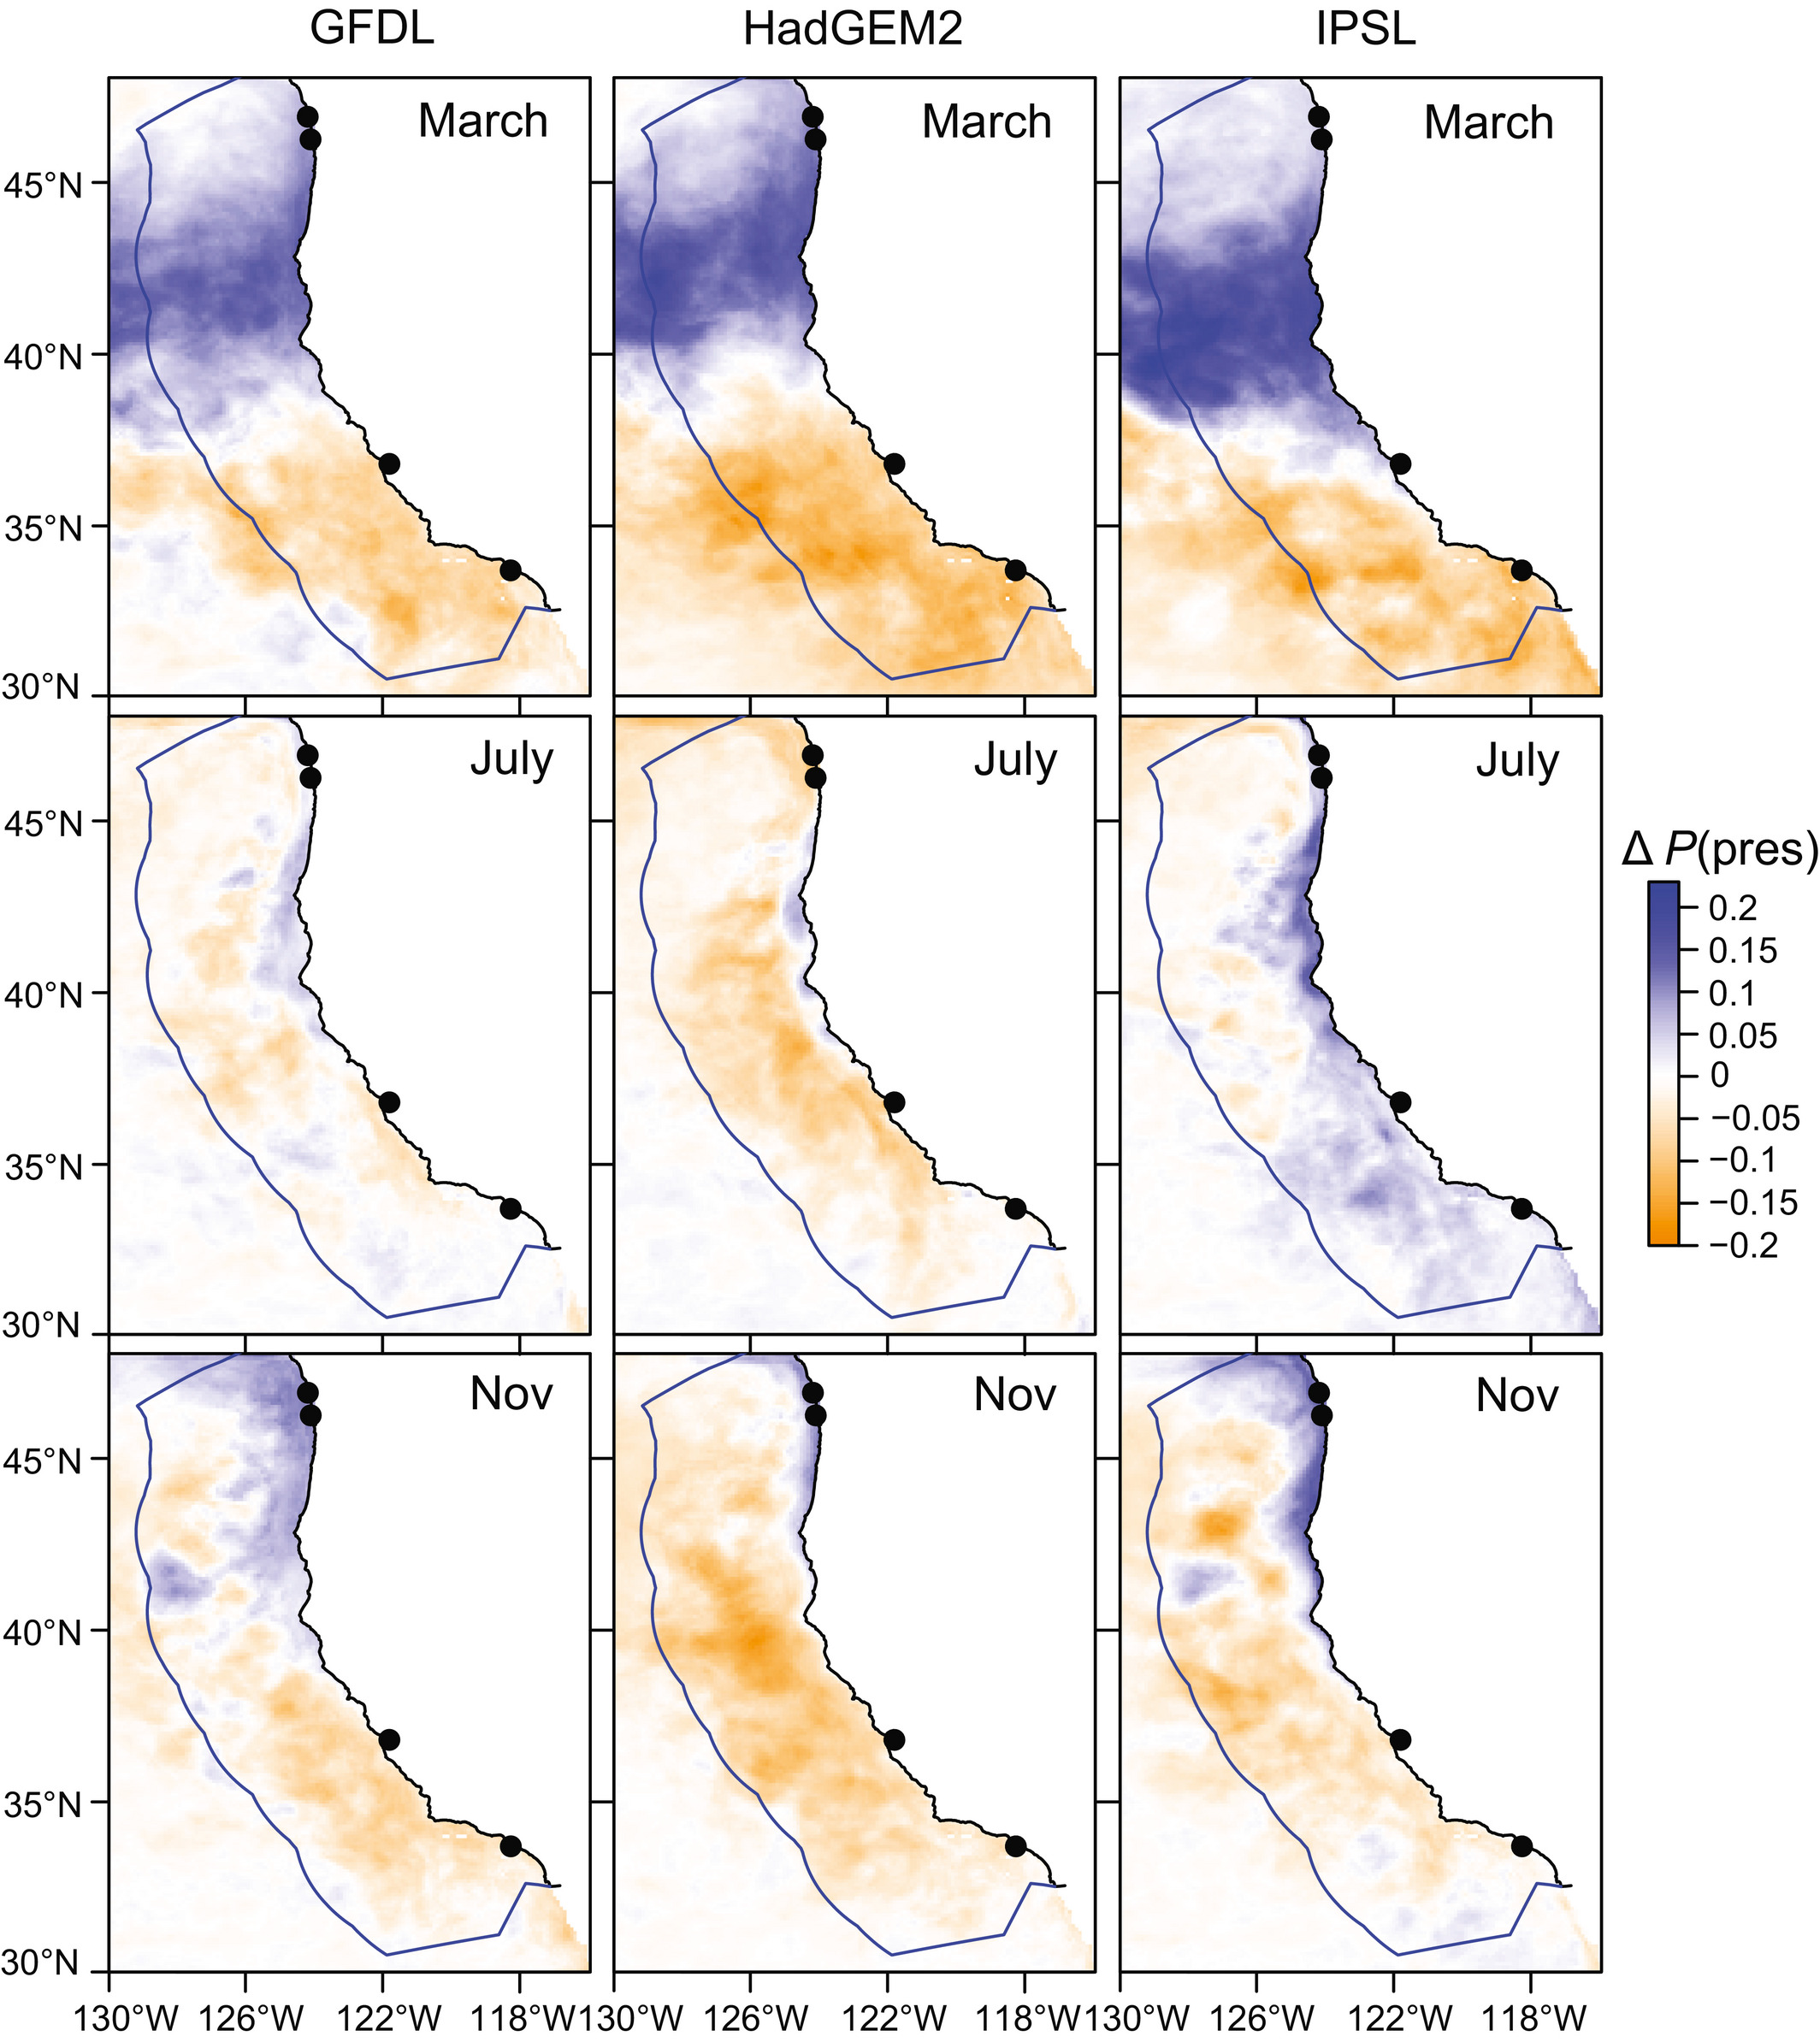 GFDL HadGEM2 IPSL
March March March
45°N
40°N
35°N
30°N
July July July
45°N
40°N
35°N
30°N
Δ P(pres)
0.2
0.15
0.1
0.05
0
−0.05
−0.1
−0.15
−0.2
Nov Nov Nov
45°N
40°N
35°N
30°N
130°W 126°W 122°W 118°W 130°W 126°W 122°W 118°W 130°W 126°W 122°W 118°W